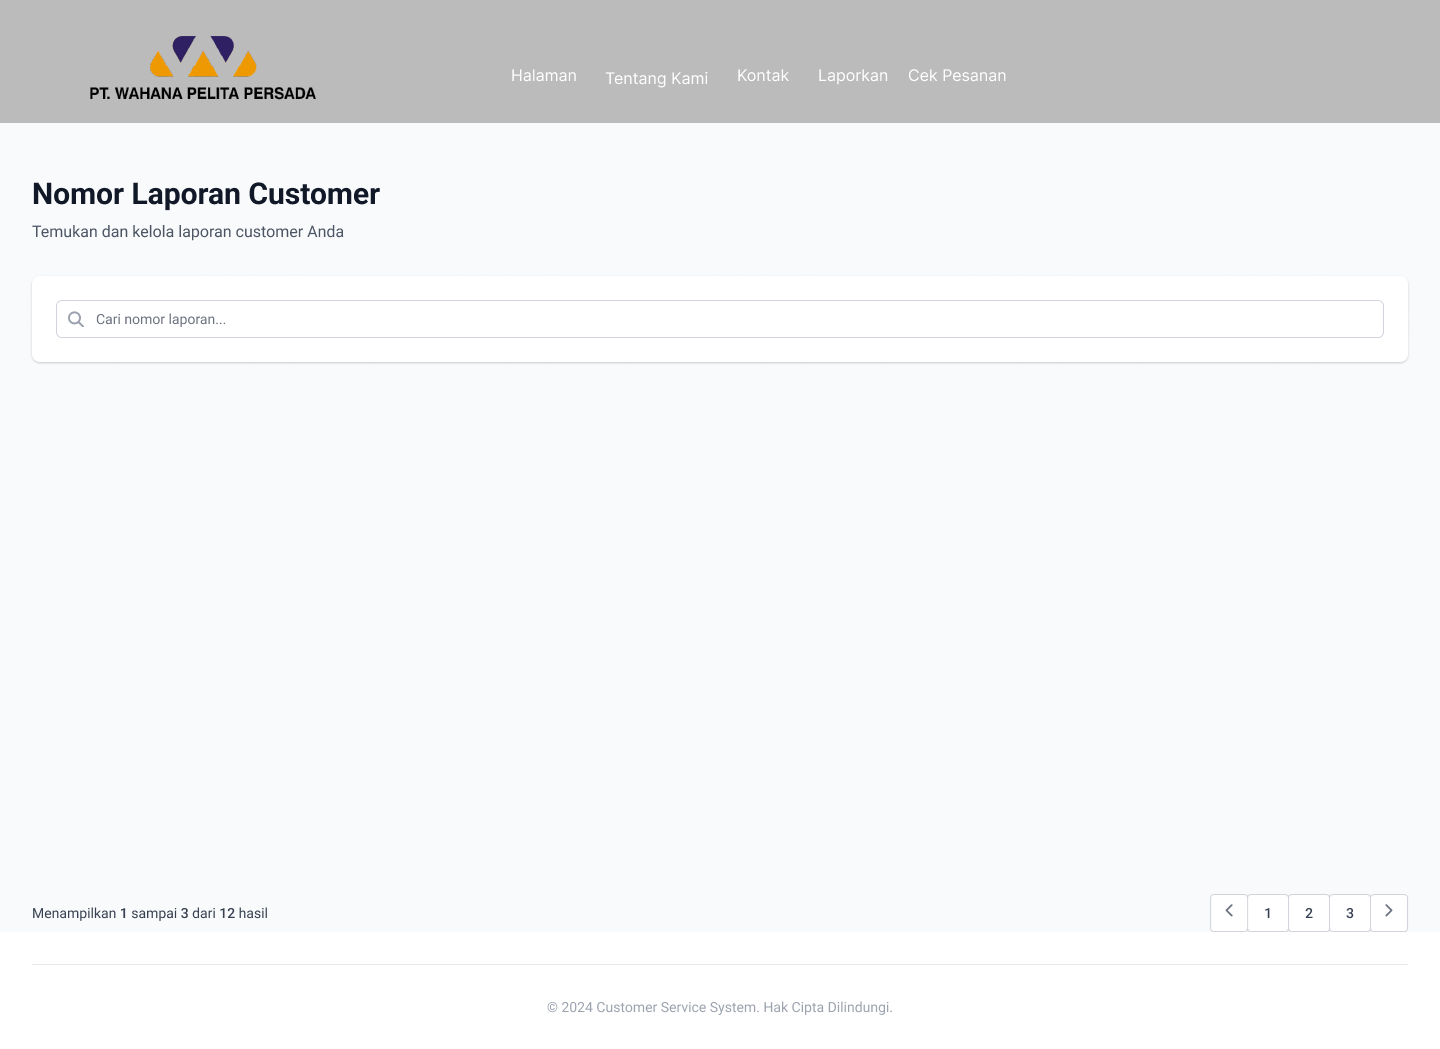 PT. WAHANA PELITA PERSADA
Halaman
Tentang Kami
Kontak
Laporkan
Cek Pesanan
Nomor Laporan Customer
Temukan dan kelola laporan customer Anda
Cari nomor laporan...
Menampilkan 1 sampai 3 dari 12 hasil
1 2 3
© 2024 Customer Service System. Hak Cipta Dilindungi.